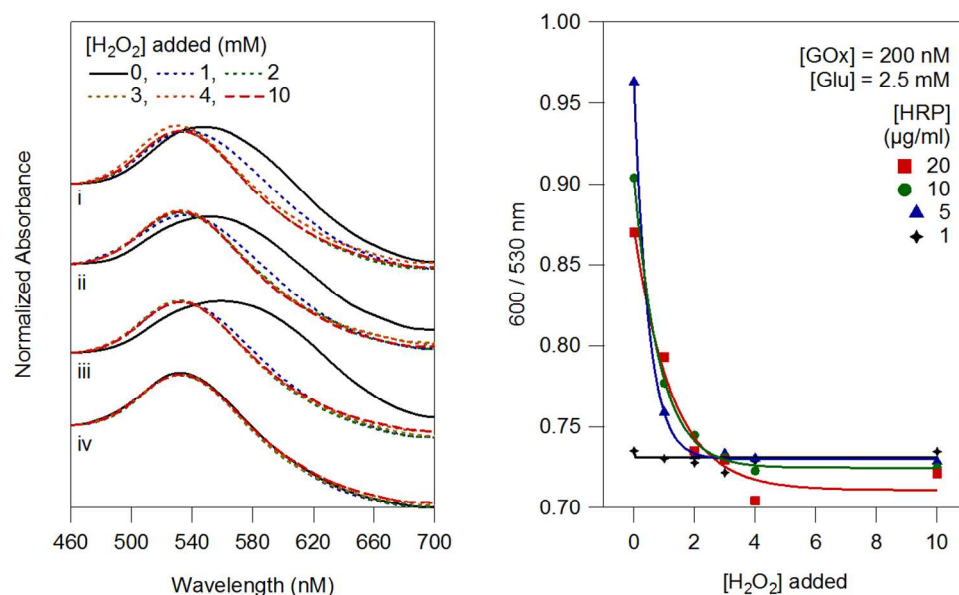 [H₂O₂] added (mM)
0, 1, 2
3, 4, 10
i
ii
iii
iv
Normalized Absorbance
460 500 540 580 620 660 700
Wavelength (nM)
[GOx] = 200 nM
[Glu] = 2.5 mM
[HRP]
(µg/ml)
20
10
5
1
1.00
0.95
0.90
0.85
0.80
0.75
0.70
600 / 530 nm
0 2 4 6 8 10
[H₂O₂] added